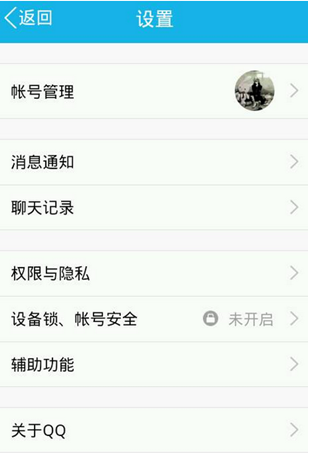 返回 设置
帐号管理
消息通知
聊天记录
权限与隐私
设备锁、帐号安全 未开启
辅助功能
关于QQ